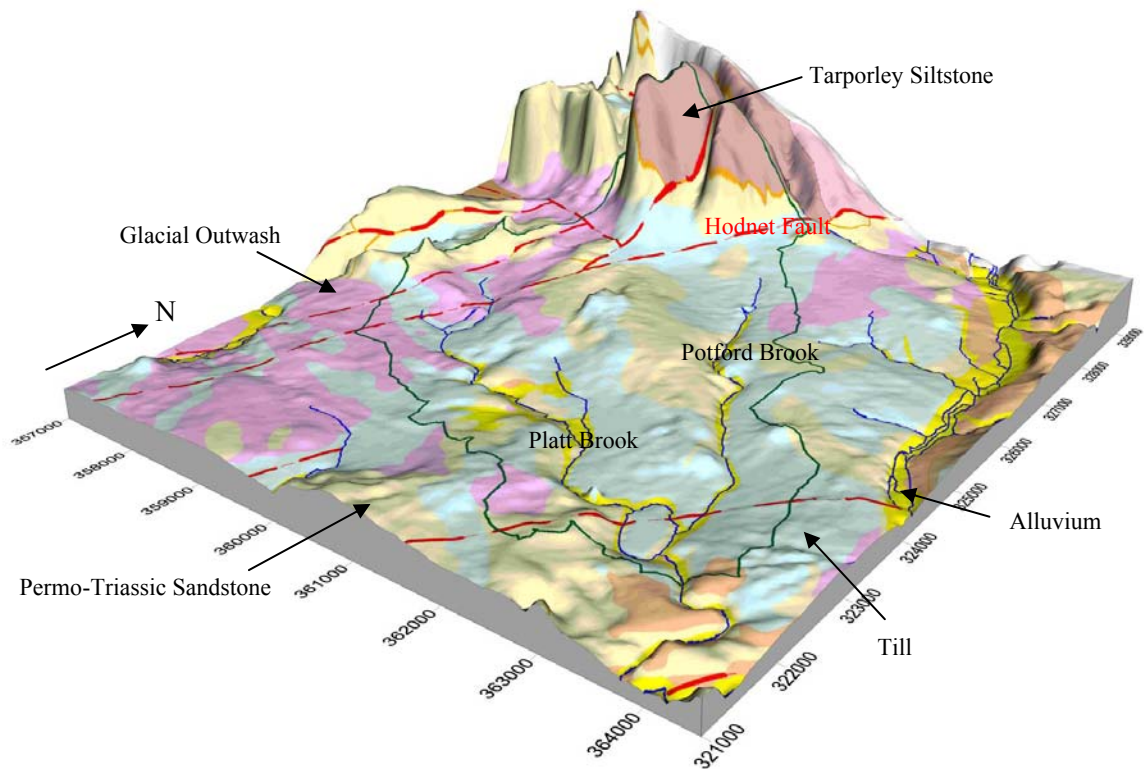 Tarporley Siltstone
Hodnet Fault
Glacial Outwash
N
Potford Brook
Platt Brook
Alluvium
Permo-Triassic Sandstone
Till
357000
358000
359000
360000
361000
362000
363000
364000
321000
322000
323000
324000
325000
326000
327000
328000
329000